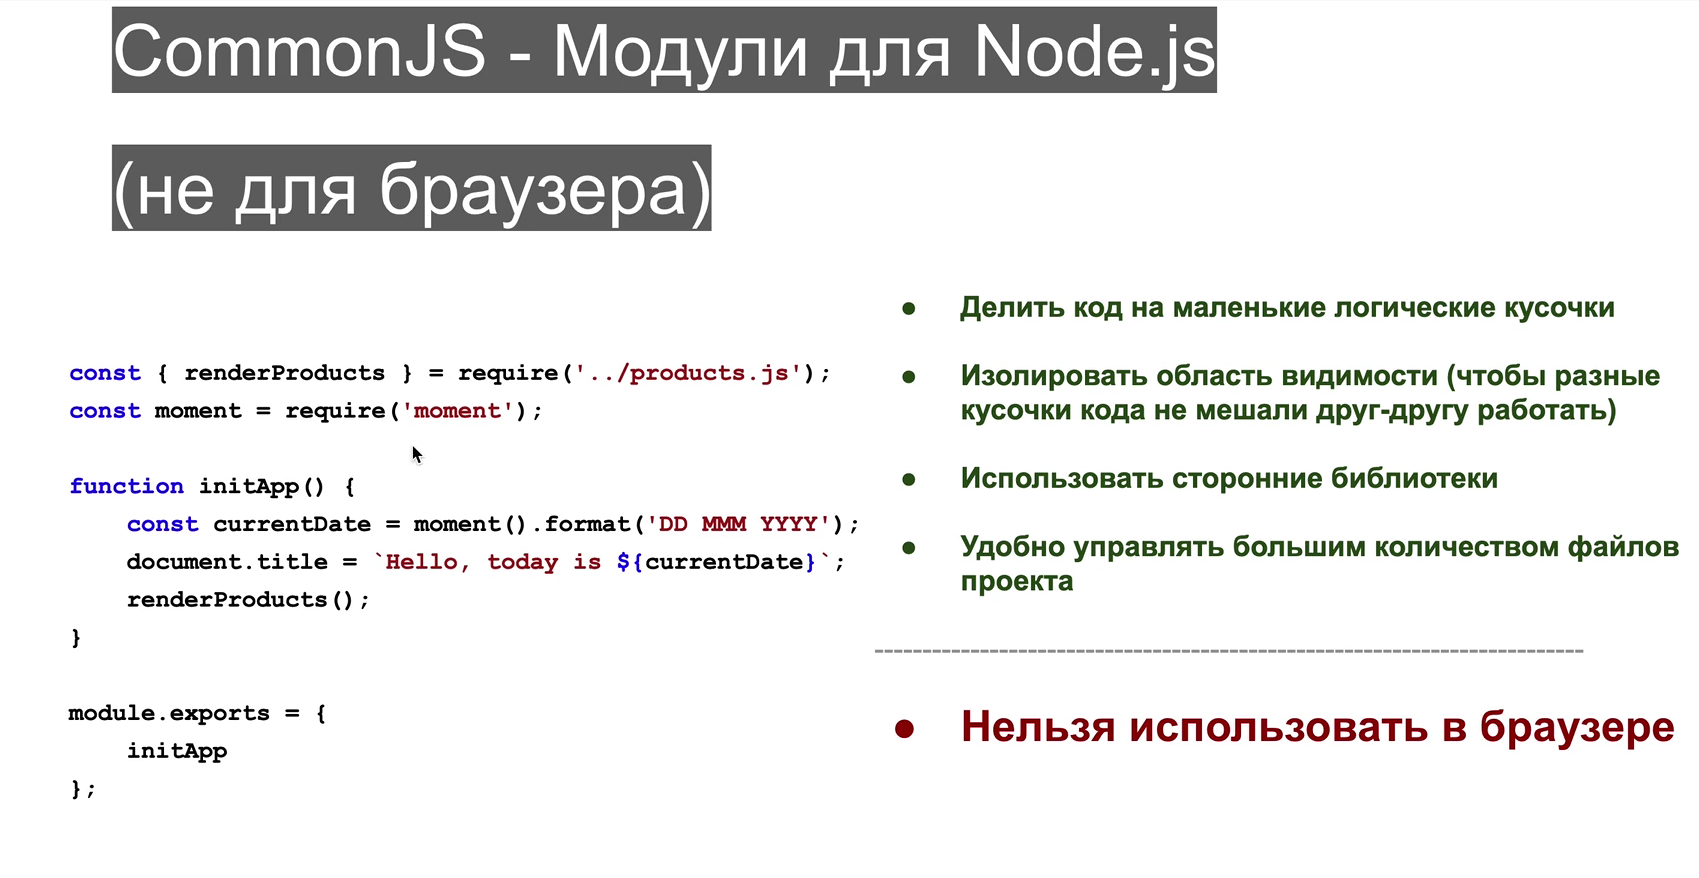 CommonJS - Модули для Node.js
(не для браузера)
const { renderProducts } = require('../products.js');
const moment = require('moment');
function initApp() {
const currentDate = moment().format('DD MMM YYYY');
document.title = `Hello, today is ${currentDate}`;
renderProducts();
}
module.exports = {
initApp
};
● Делить код на маленькие логические кусочки
● Изолировать область видимости (чтобы разные
кусочки кода не мешали друг-другу работать)
● Использовать сторонние библиотеки
● Удобно управлять большим количеством файлов
проекта
● Нельзя использовать в браузере